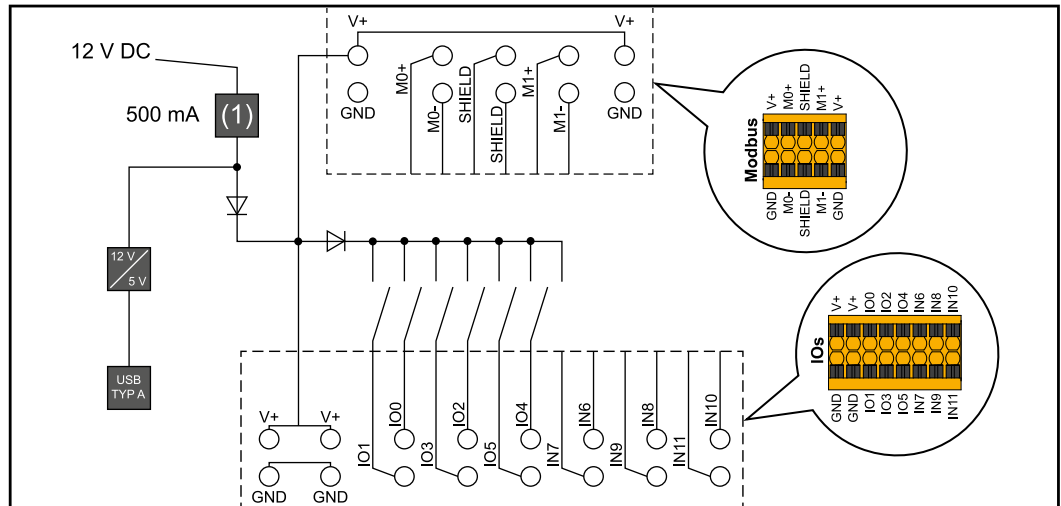 12 V DC
500 mA
(1)
12 V
5 V
USB
TYP A
V+
V+
GND
GND
M0+
M0-
SHIELD
SHIELD
M1+
M1-
Modbus
V+
M0+
SHIELD
M1+
V+
GND
M0-
SHIELD
M1-
GND
IOs
V+
V+
IO0
IO2
IO4
IN6
IN8
IN10
GND
GND
IO1
IO3
IO5
IN7
IN9
IN11
V+
V+
GND
GND
IO1
IO0
IO3
IO2
IO5
IO4
IN7
IN6
IN9
IN8
IN11
IN10